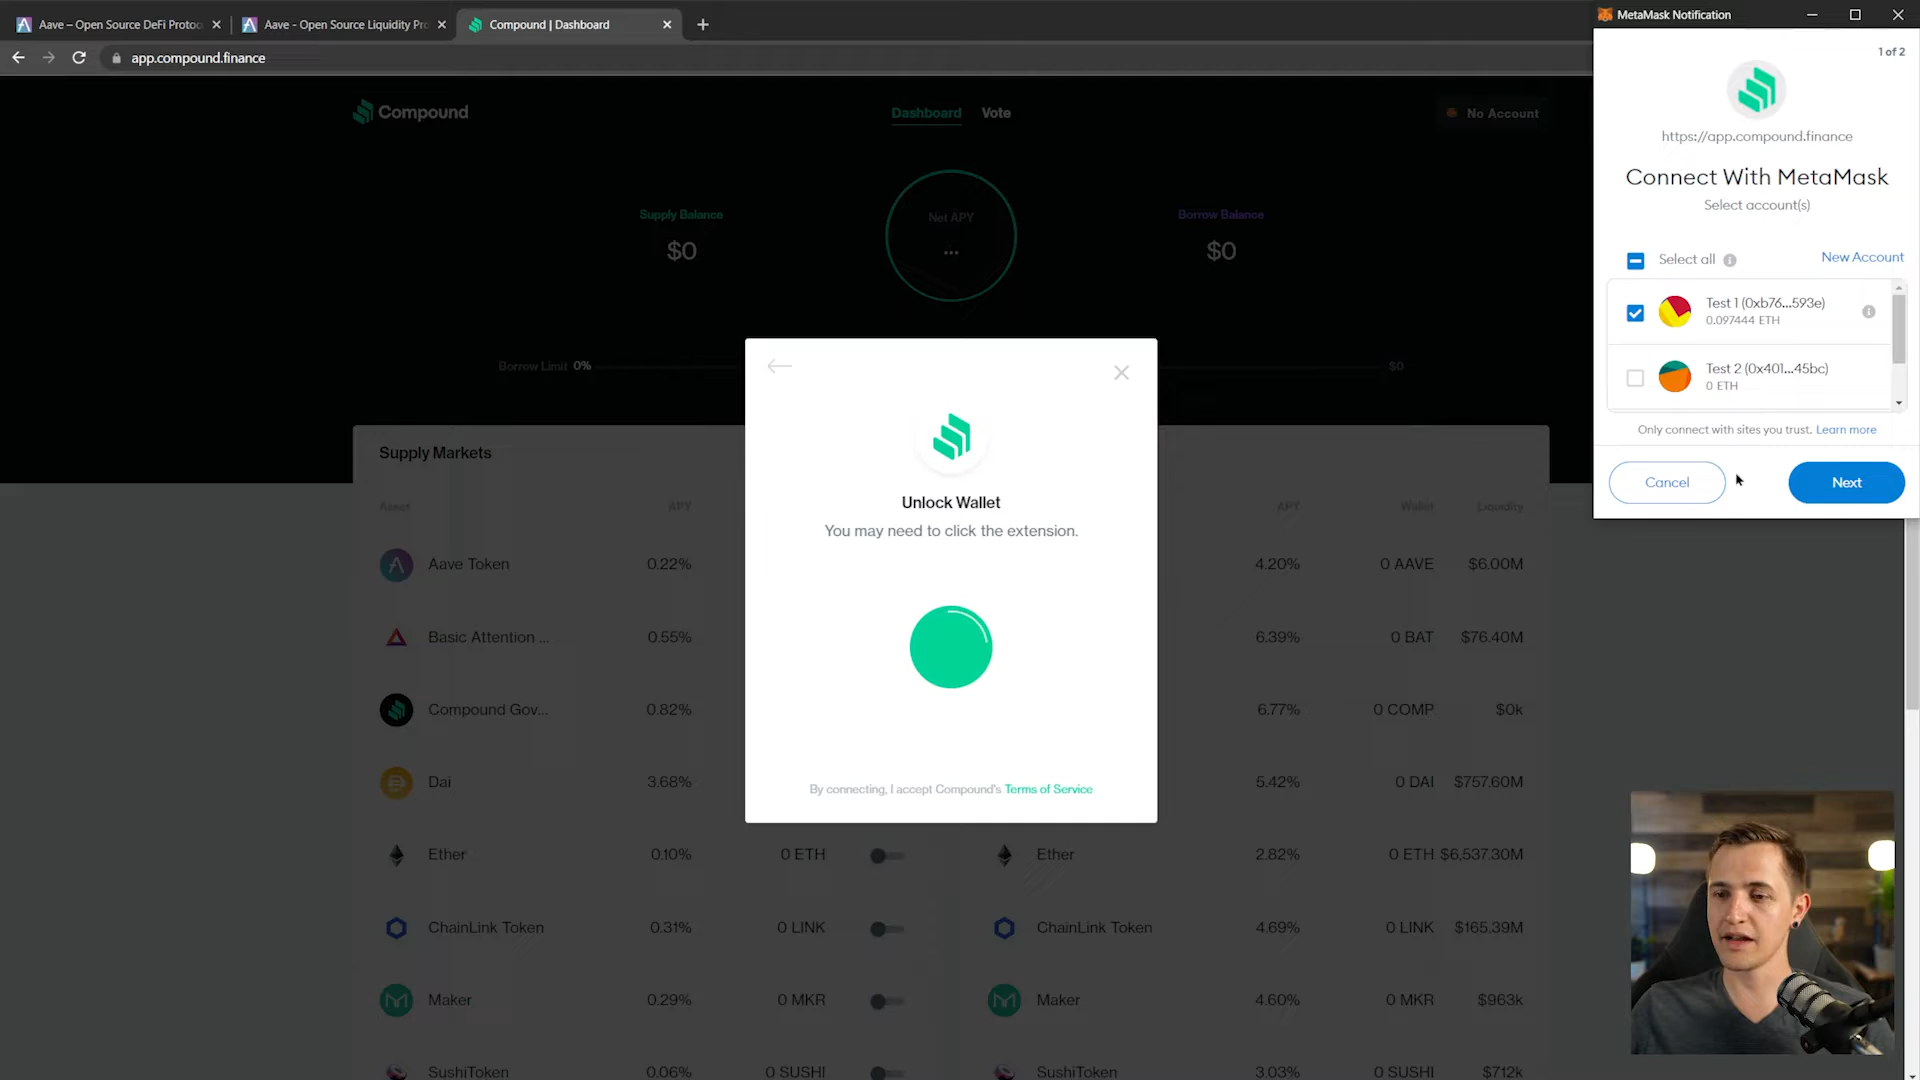 Aave – Open Source DeFi Protoco
Aave - Open Source Liquidity Pro
Compound | Dashboard
app.compound.finance
Compound
Dashboard
Vote
No Account
Supply Balance
$0
Net APY
...
Borrow Balance
$0
Borrow Limit 0%
$0
Supply Markets
Asset
APY
APY
Wallet
Liquidity
Aave Token
0.22%
4.20%
0 AAVE
$6.00M
Basic Attention ...
0.55%
6.39%
0 BAT
$76.40M
Compound Gov...
0.82%
6.77%
0 COMP
$0k
Dai
3.68%
5.42%
0 DAI
$757.60M
Ether
0.10%
0 ETH
Ether
2.82%
0 ETH
$6,537.30M
ChainLink Token
0.31%
0 LINK
ChainLink Token
4.69%
0 LINK
$165.39M
Maker
0.29%
0 MKR
Maker
4.60%
0 MKR
$963k
SushiToken
0.06%
0 SUSHI
SushiToken
3.03%
0 SUSHI
$712k
Unlock Wallet
You may need to click the extension.
By connecting, I accept Compound's Terms of Service
MetaMask Notification
1 of 2
https://app.compound.finance
Connect With MetaMask
Select account(s)
Select all
New Account
Test 1 (0xb76...593e)
0.097444 ETH
Test 2 (0x401...45bc)
0 ETH
Only connect with sites you trust. Learn more
Cancel
Next